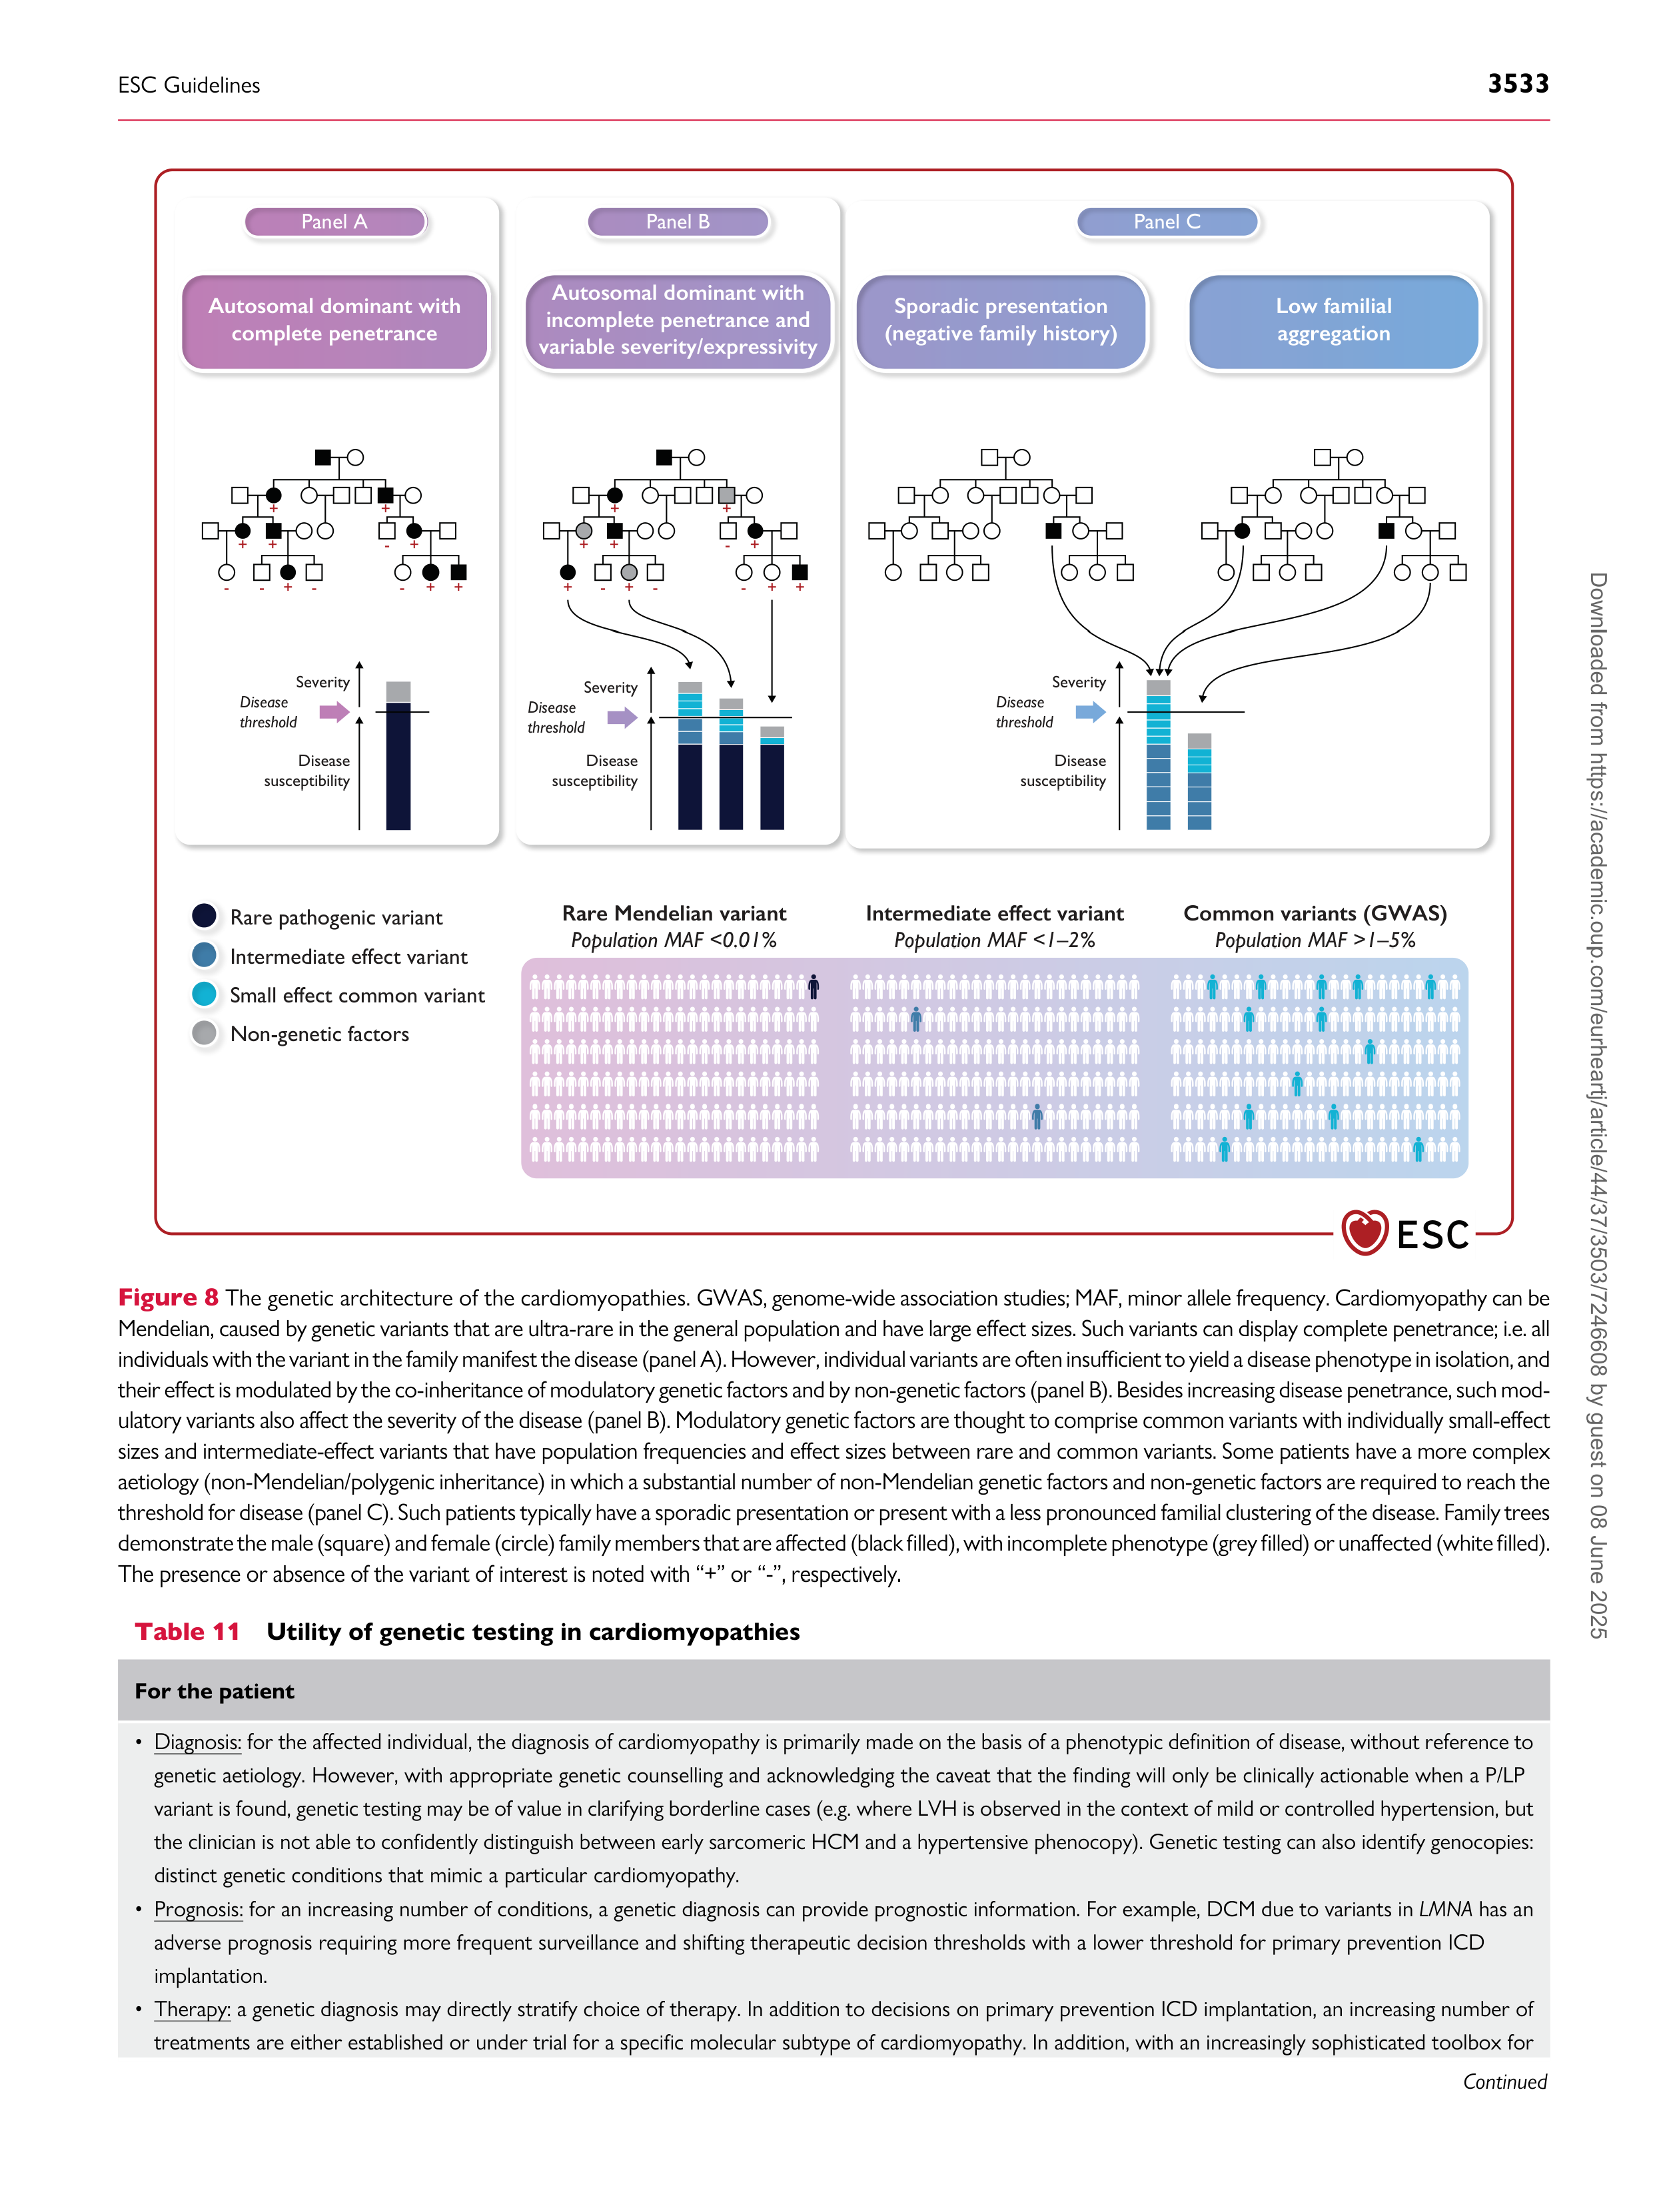 ESC Guidelines
3533
Panel A
Panel B
Panel C
Autosomal dominant with
complete penetrance
Autosomal dominant with
incomplete penetrance and
variable severity/expressivity
Sporadic presentation
(negative family history)
Low familial
aggregation
+
+
+
+
-
+
-
-
+
-
-
+
+
+
+
+
+
-
+
+
-
+
-
-
+
+
Severity
Disease
threshold
Disease
susceptibility
Severity
Disease
threshold
Disease
susceptibility
Severity
Disease
threshold
Disease
susceptibility
Rare pathogenic variant
Intermediate effect variant
Small effect common variant
Non-genetic factors
Rare Mendelian variant
Population MAF <0.01%
Intermediate effect variant
Population MAF <1–2%
Common variants (GWAS)
Population MAF >1–5%
ESC
Figure 8 The genetic architecture of the cardiomyopathies. GWAS, genome-wide association studies; MAF, minor allele frequency. Cardiomyopathy can be
Mendelian, caused by genetic variants that are ultra-rare in the general population and have large effect sizes. Such variants can display complete penetrance; i.e. all
individuals with the variant in the family manifest the disease (panel A). However, individual variants are often insufficient to yield a disease phenotype in isolation, and
their effect is modulated by the co-inheritance of modulatory genetic factors and by non-genetic factors (panel B). Besides increasing disease penetrance, such mod-
ulatory variants also affect the severity of the disease (panel B). Modulatory genetic factors are thought to comprise common variants with individually small-effect
sizes and intermediate-effect variants that have population frequencies and effect sizes between rare and common variants. Some patients have a more complex
aetiology (non-Mendelian/polygenic inheritance) in which a substantial number of non-Mendelian genetic factors and non-genetic factors are required to reach the
threshold for disease (panel C). Such patients typically have a sporadic presentation or present with a less pronounced familial clustering of the disease. Family trees
demonstrate the male (square) and female (circle) family members that are affected (black filled), with incomplete phenotype (grey filled) or unaffected (white filled).
The presence or absence of the variant of interest is noted with “+” or “-”, respectively.
Table 11 Utility of genetic testing in cardiomyopathies
For the patient
• Diagnosis: for the affected individual, the diagnosis of cardiomyopathy is primarily made on the basis of a phenotypic definition of disease, without reference to
genetic aetiology. However, with appropriate genetic counselling and acknowledging the caveat that the finding will only be clinically actionable when a P/LP
variant is found, genetic testing may be of value in clarifying borderline cases (e.g. where LVH is observed in the context of mild or controlled hypertension, but
the clinician is not able to confidently distinguish between early sarcomeric HCM and a hypertensive phenocopy). Genetic testing can also identify genocopies:
distinct genetic conditions that mimic a particular cardiomyopathy.
• Prognosis: for an increasing number of conditions, a genetic diagnosis can provide prognostic information. For example, DCM due to variants in LMNA has an
adverse prognosis requiring more frequent surveillance and shifting therapeutic decision thresholds with a lower threshold for primary prevention ICD
implantation.
• Therapy: a genetic diagnosis may directly stratify choice of therapy. In addition to decisions on primary prevention ICD implantation, an increasing number of
treatments are either established or under trial for a specific molecular subtype of cardiomyopathy. In addition, with an increasingly sophisticated toolbox for
Continued
Downloaded from https://academic.oup.com/eurheartj/article/44/37/3503/7246608 by guest on 08 June 2025